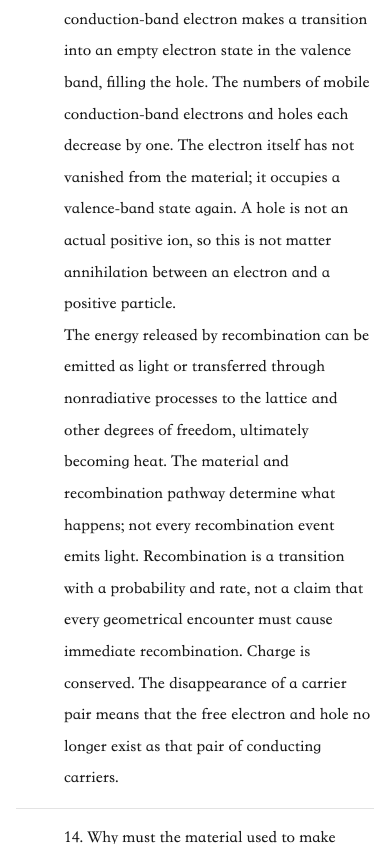 conduction-band electron makes a transition
into an empty electron state in the valence
band, filling the hole. The numbers of mobile
conduction-band electrons and holes each
decrease by one. The electron itself has not
vanished from the material; it occupies a
valence-band state again. A hole is not an
actual positive ion, so this is not matter
annihilation between an electron and a
positive particle.
The energy released by recombination can be
emitted as light or transferred through
nonradiative processes to the lattice and
other degrees of freedom, ultimately
becoming heat. The material and
recombination pathway determine what
happens; not every recombination event
emits light. Recombination is a transition
with a probability and rate, not a claim that
every geometrical encounter must cause
immediate recombination. Charge is
conserved. The disappearance of a carrier
pair means that the free electron and hole no
longer exist as that pair of conducting
carriers.
14. Why must the material used to make